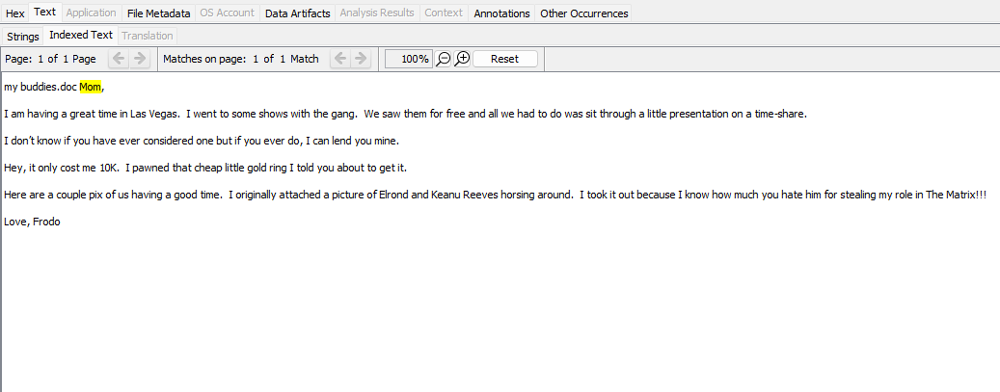 Hex Text Application File Metadata OS Account Data Artifacts Analysis Results Context Annotations Other Occurrences
Strings Indexed Text Translation
Page: 1 of 1 Page Matches on page: 1 of 1 Match 100% Reset
my buddies.doc Mom,
I am having a great time in Las Vegas. I went to some shows with the gang. We saw them for free and all we had to do was sit through a little presentation on a time-share.
I don’t know if you have ever considered one but if you ever do, I can lend you mine.
Hey, it only cost me 10K. I pawned that cheap little gold ring I told you about to get it.
Here are a couple pix of us having a good time. I originally attached a picture of Elrond and Keanu Reeves horsing around. I took it out because I know how much you hate him for stealing my role in The Matrix!!!
Love, Frodo